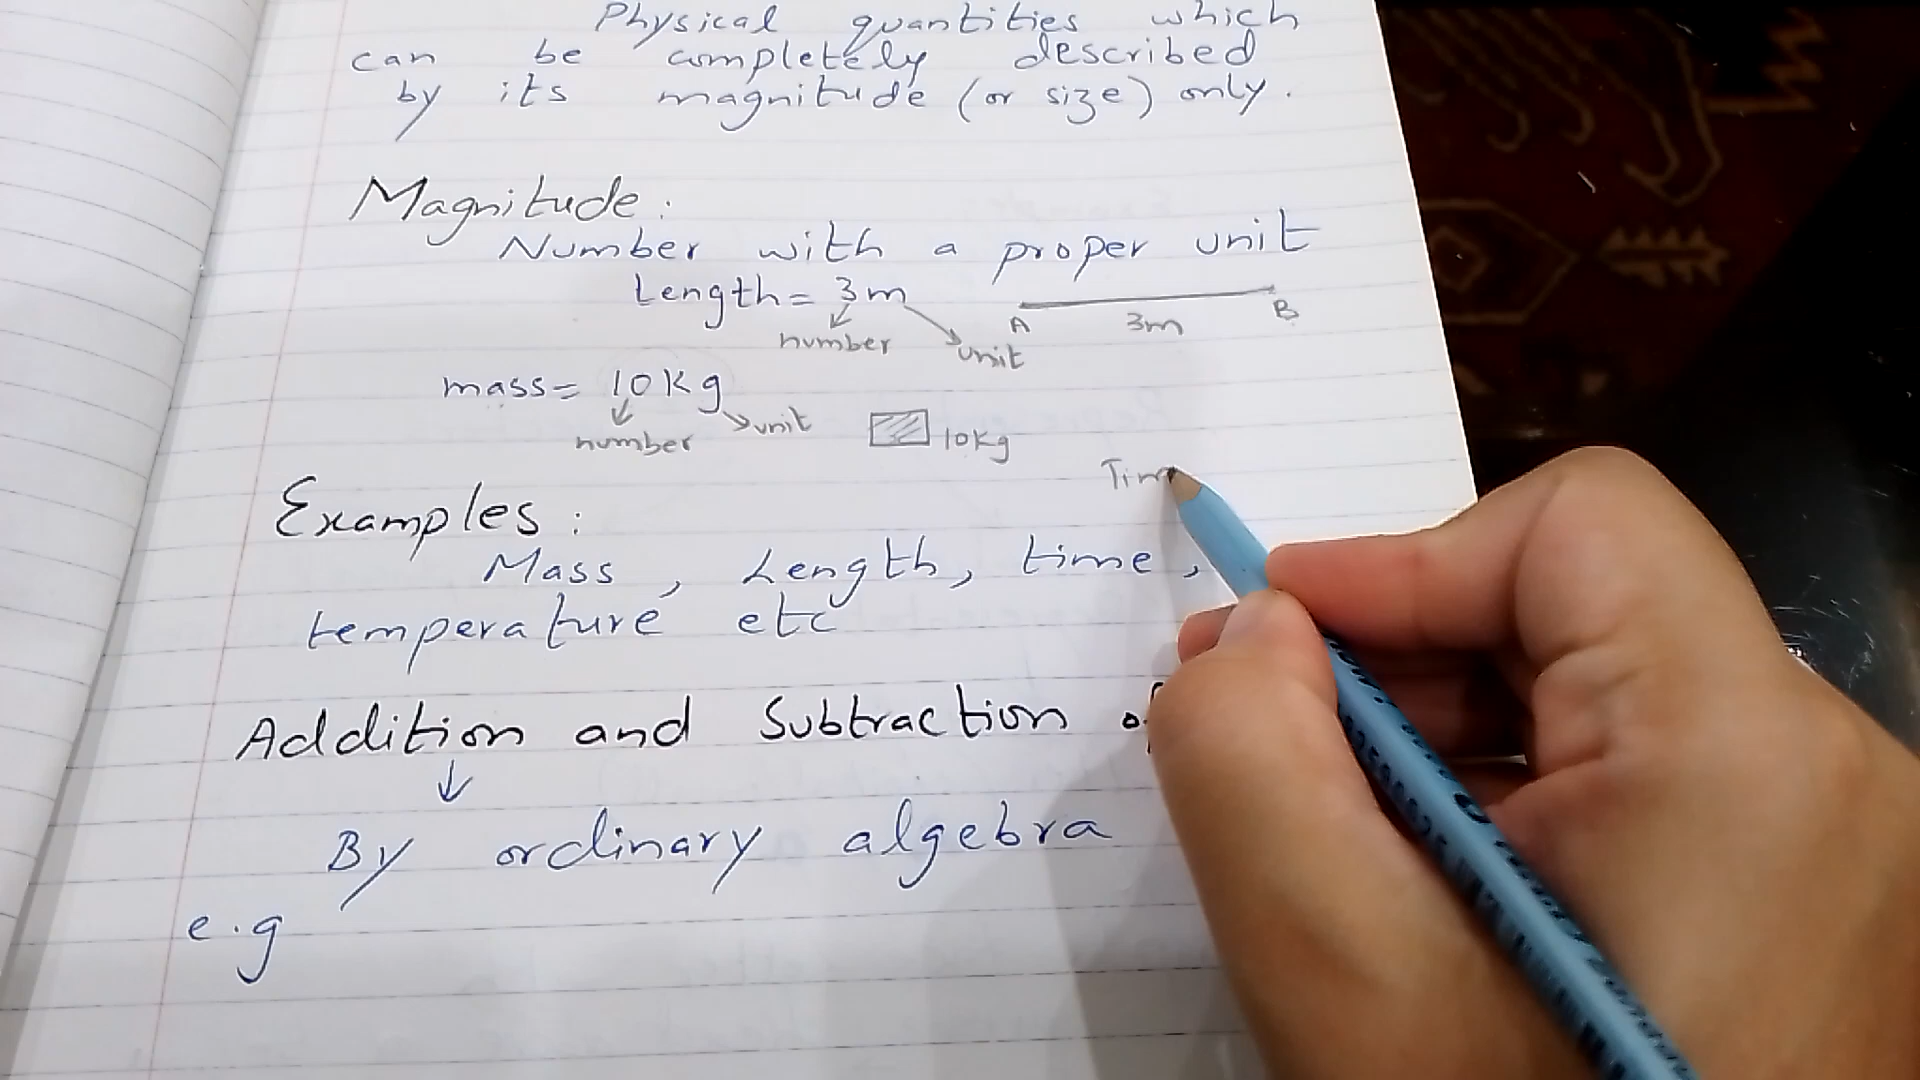 Physical quantities which
can be completely described
by its magnitude (or size) only.
Magnitude:
Number with a proper unit
Length = 3m
number
unit
A 3m B
mass = 10Kg
number
unit
10Kg
Tim
Examples:
Mass, Length, time,
temperature etc
Addition and Subtraction of
By ordinary algebra
e.g